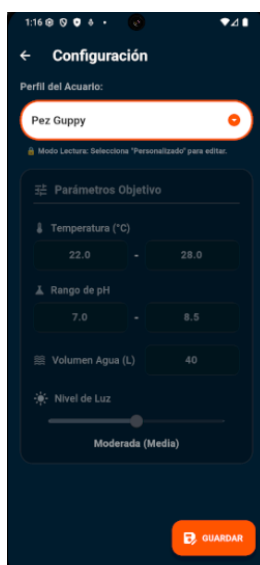 1:16
Configuración
Perfil del Acuario:
Pez Guppy
Modo Lectura: Selecciona "Personalizado" para editar.
Parámetros Objetivo
Temperatura (°C)
22.0 - 28.0
Rango de pH
7.0 - 8.5
Volumen Agua (L) 40
Nivel de Luz
Moderada (Media)
GUARDAR